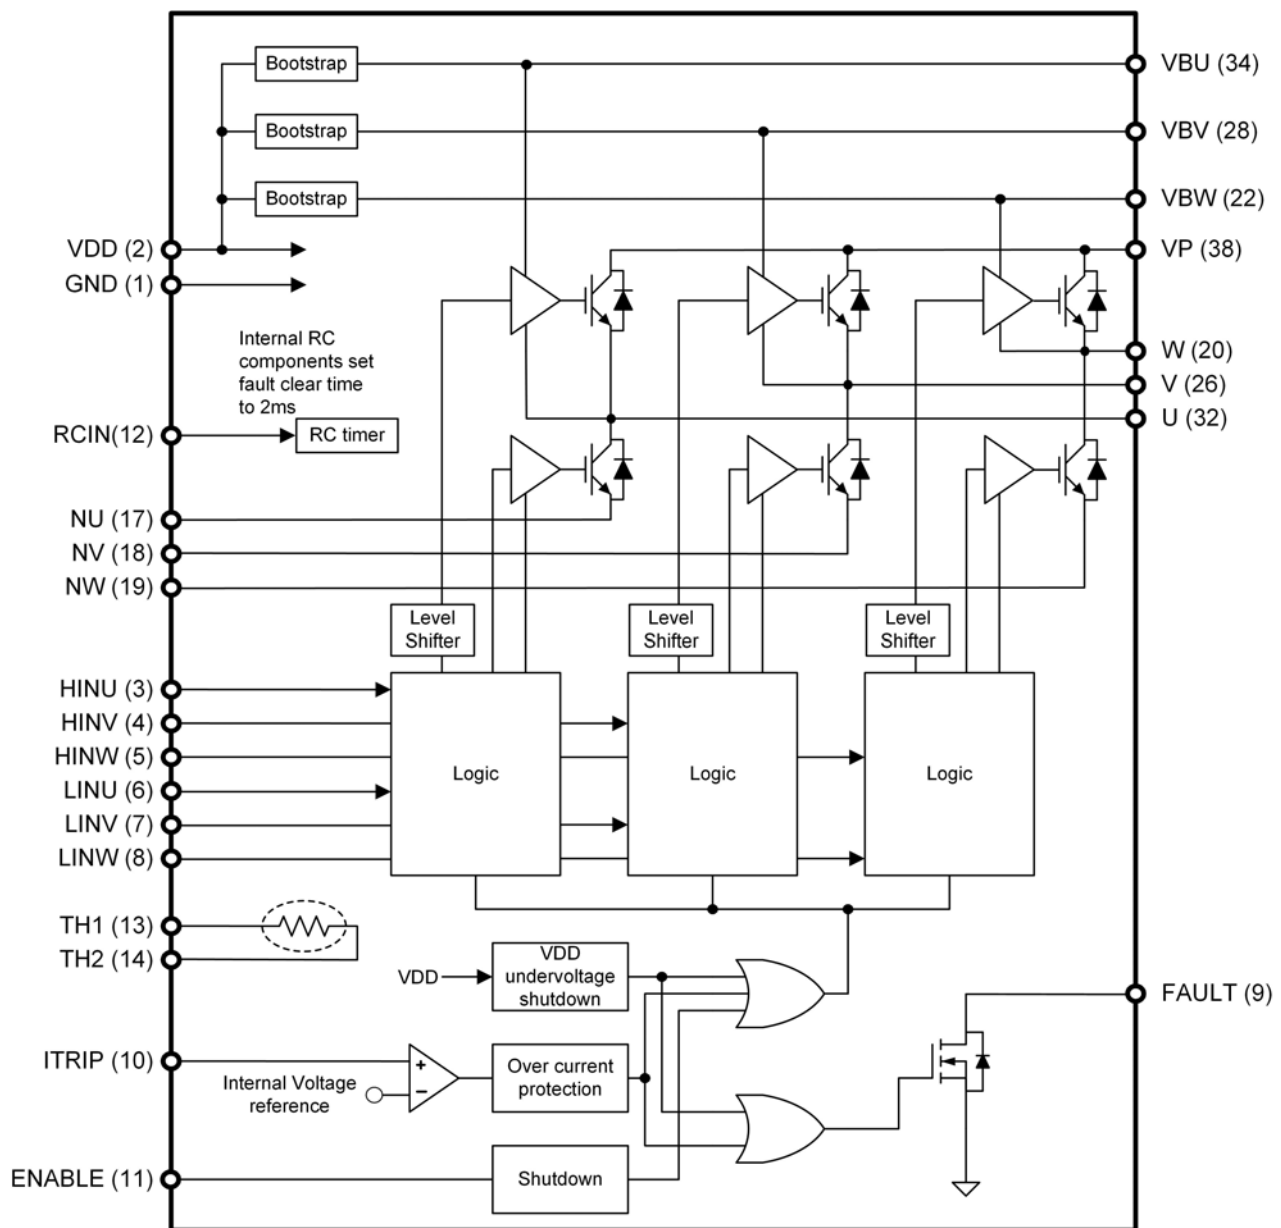 Bootstrap
VBU (34)
Bootstrap
VBV (28)
Bootstrap
VBW (22)
VDD (2)
VP (38)
GND (1)
Internal RC
components set
fault clear time
to 2ms
W (20)
V (26)
U (32)
RCIN(12)
RC timer
NU (17)
NV (18)
NW (19)
Level
Shifter
Level
Shifter
Level
Shifter
HINU (3)
HINV (4)
HINW (5)
LINU (6)
LINV (7)
LINW (8)
Logic
Logic
Logic
TH1 (13)
TH2 (14)
VDD
VDD
undervoltage
shutdown
FAULT (9)
ITRIP (10)
Internal Voltage
reference
+
−
Over current
protection
ENABLE (11)
Shutdown